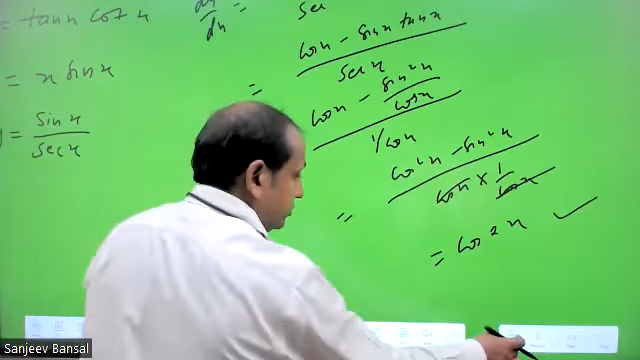 = tanx cotx
= x sinx
y = sinx / secx
dy/dx =
sec
= cosx - sinx tanx / secx
= cosx - sin²x/cosx / 1/cosx
= cos²x - sin²x / cosx × 1/cosx
= cos2x ✓
Sanjeev Bansal